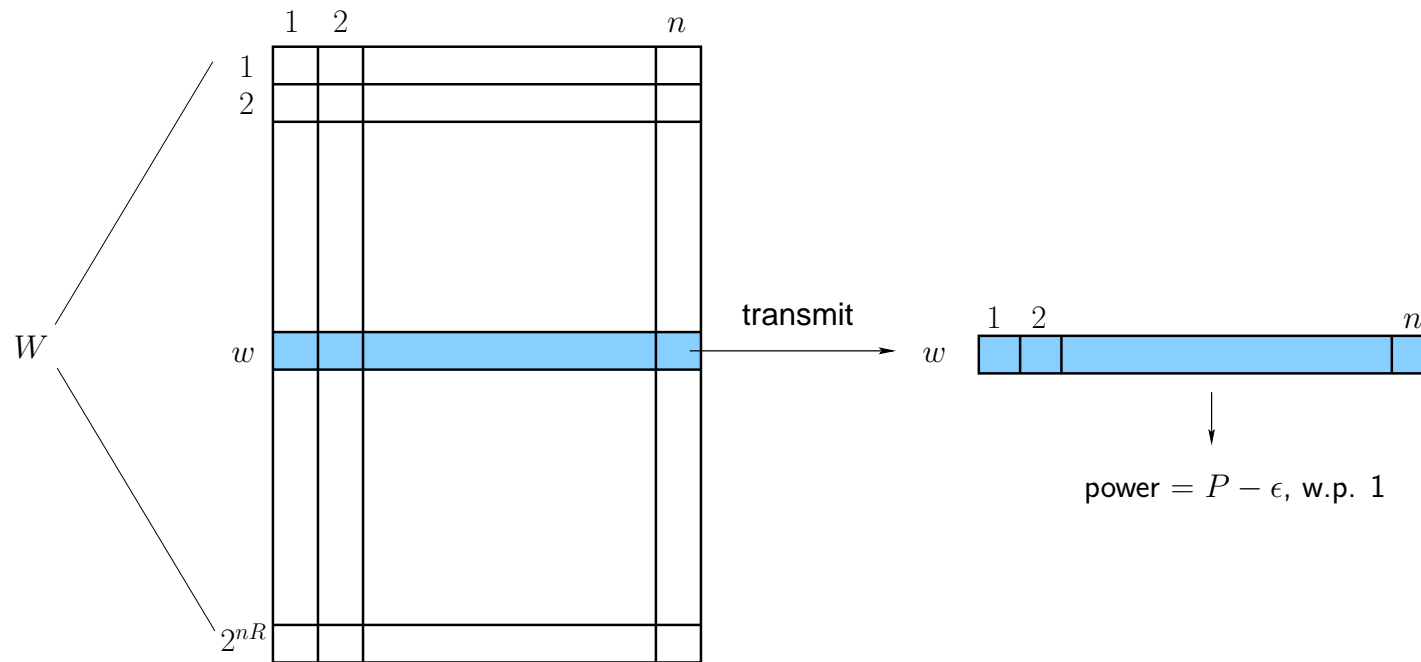 1 2 n
1
2
W
w
2^{nR}
transmit
w
1 2 n
power = P − ϵ, w.p. 1